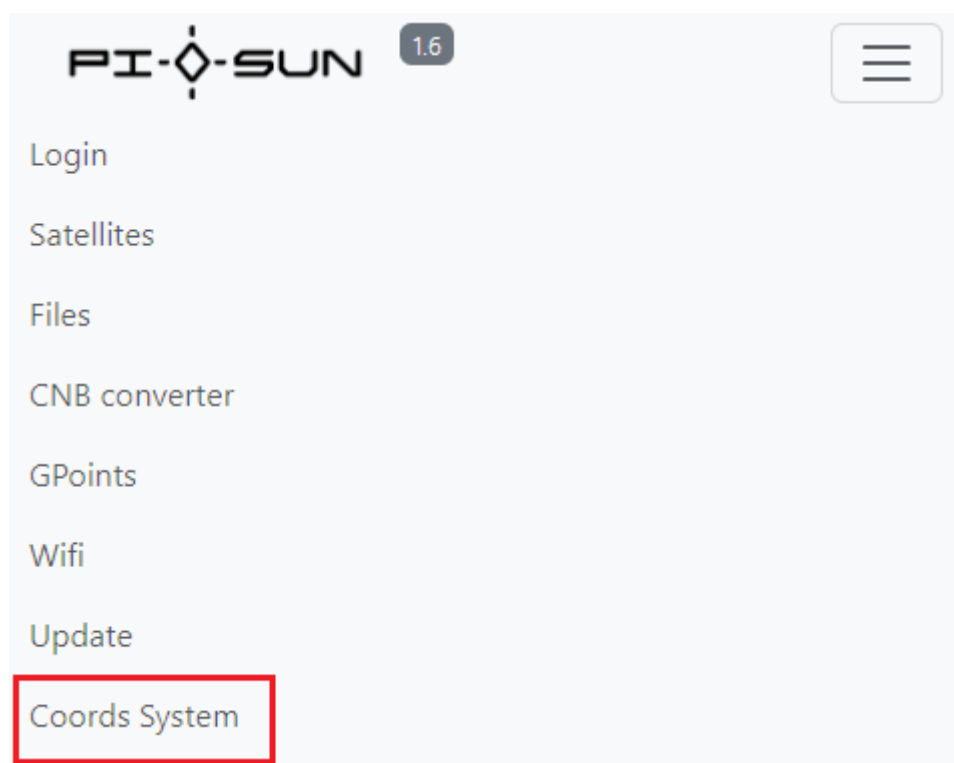 PI-SUN 1.6
Login
Satellites
Files
CNB converter
GPoints
Wifi
Update
Coords System